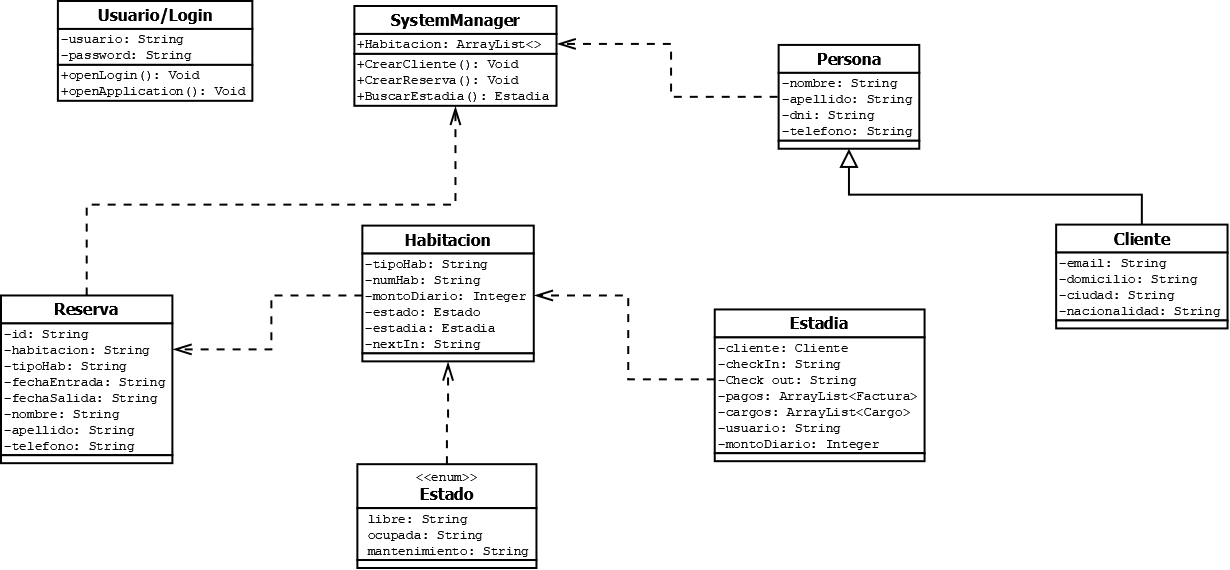 Usuario/Login
-usuario: String
-password: String
+openLogin(): Void
+openApplication(): Void
SystemManager
+Habitacion: ArrayList<>
+CrearCliente(): Void
+CrearReserva(): Void
+BuscarEstadia(): Estadia
Persona
-nombre: String
-apellido: String
-dni: String
-telefono: String
Habitacion
-tipoHab: String
-numHab: String
-montoDiario: Integer
-estado: Estado
-estadia: Estadia
-nextIn: String
Cliente
-email: String
-domicilio: String
-ciudad: String
-nacionalidad: String
Reserva
-id: String
-habitacion: String
-tipoHab: String
-fechaEntrada: String
-fechaSalida: String
-nombre: String
-apellido: String
-telefono: String
Estadia
-cliente: Cliente
-checkIn: String
-Check out: String
-pagos: ArrayList<Factura>
-cargos: ArrayList<Cargo>
-usuario: String
-montoDiario: Integer
<<enum>>
Estado
libre: String
ocupada: String
mantenimiento: String